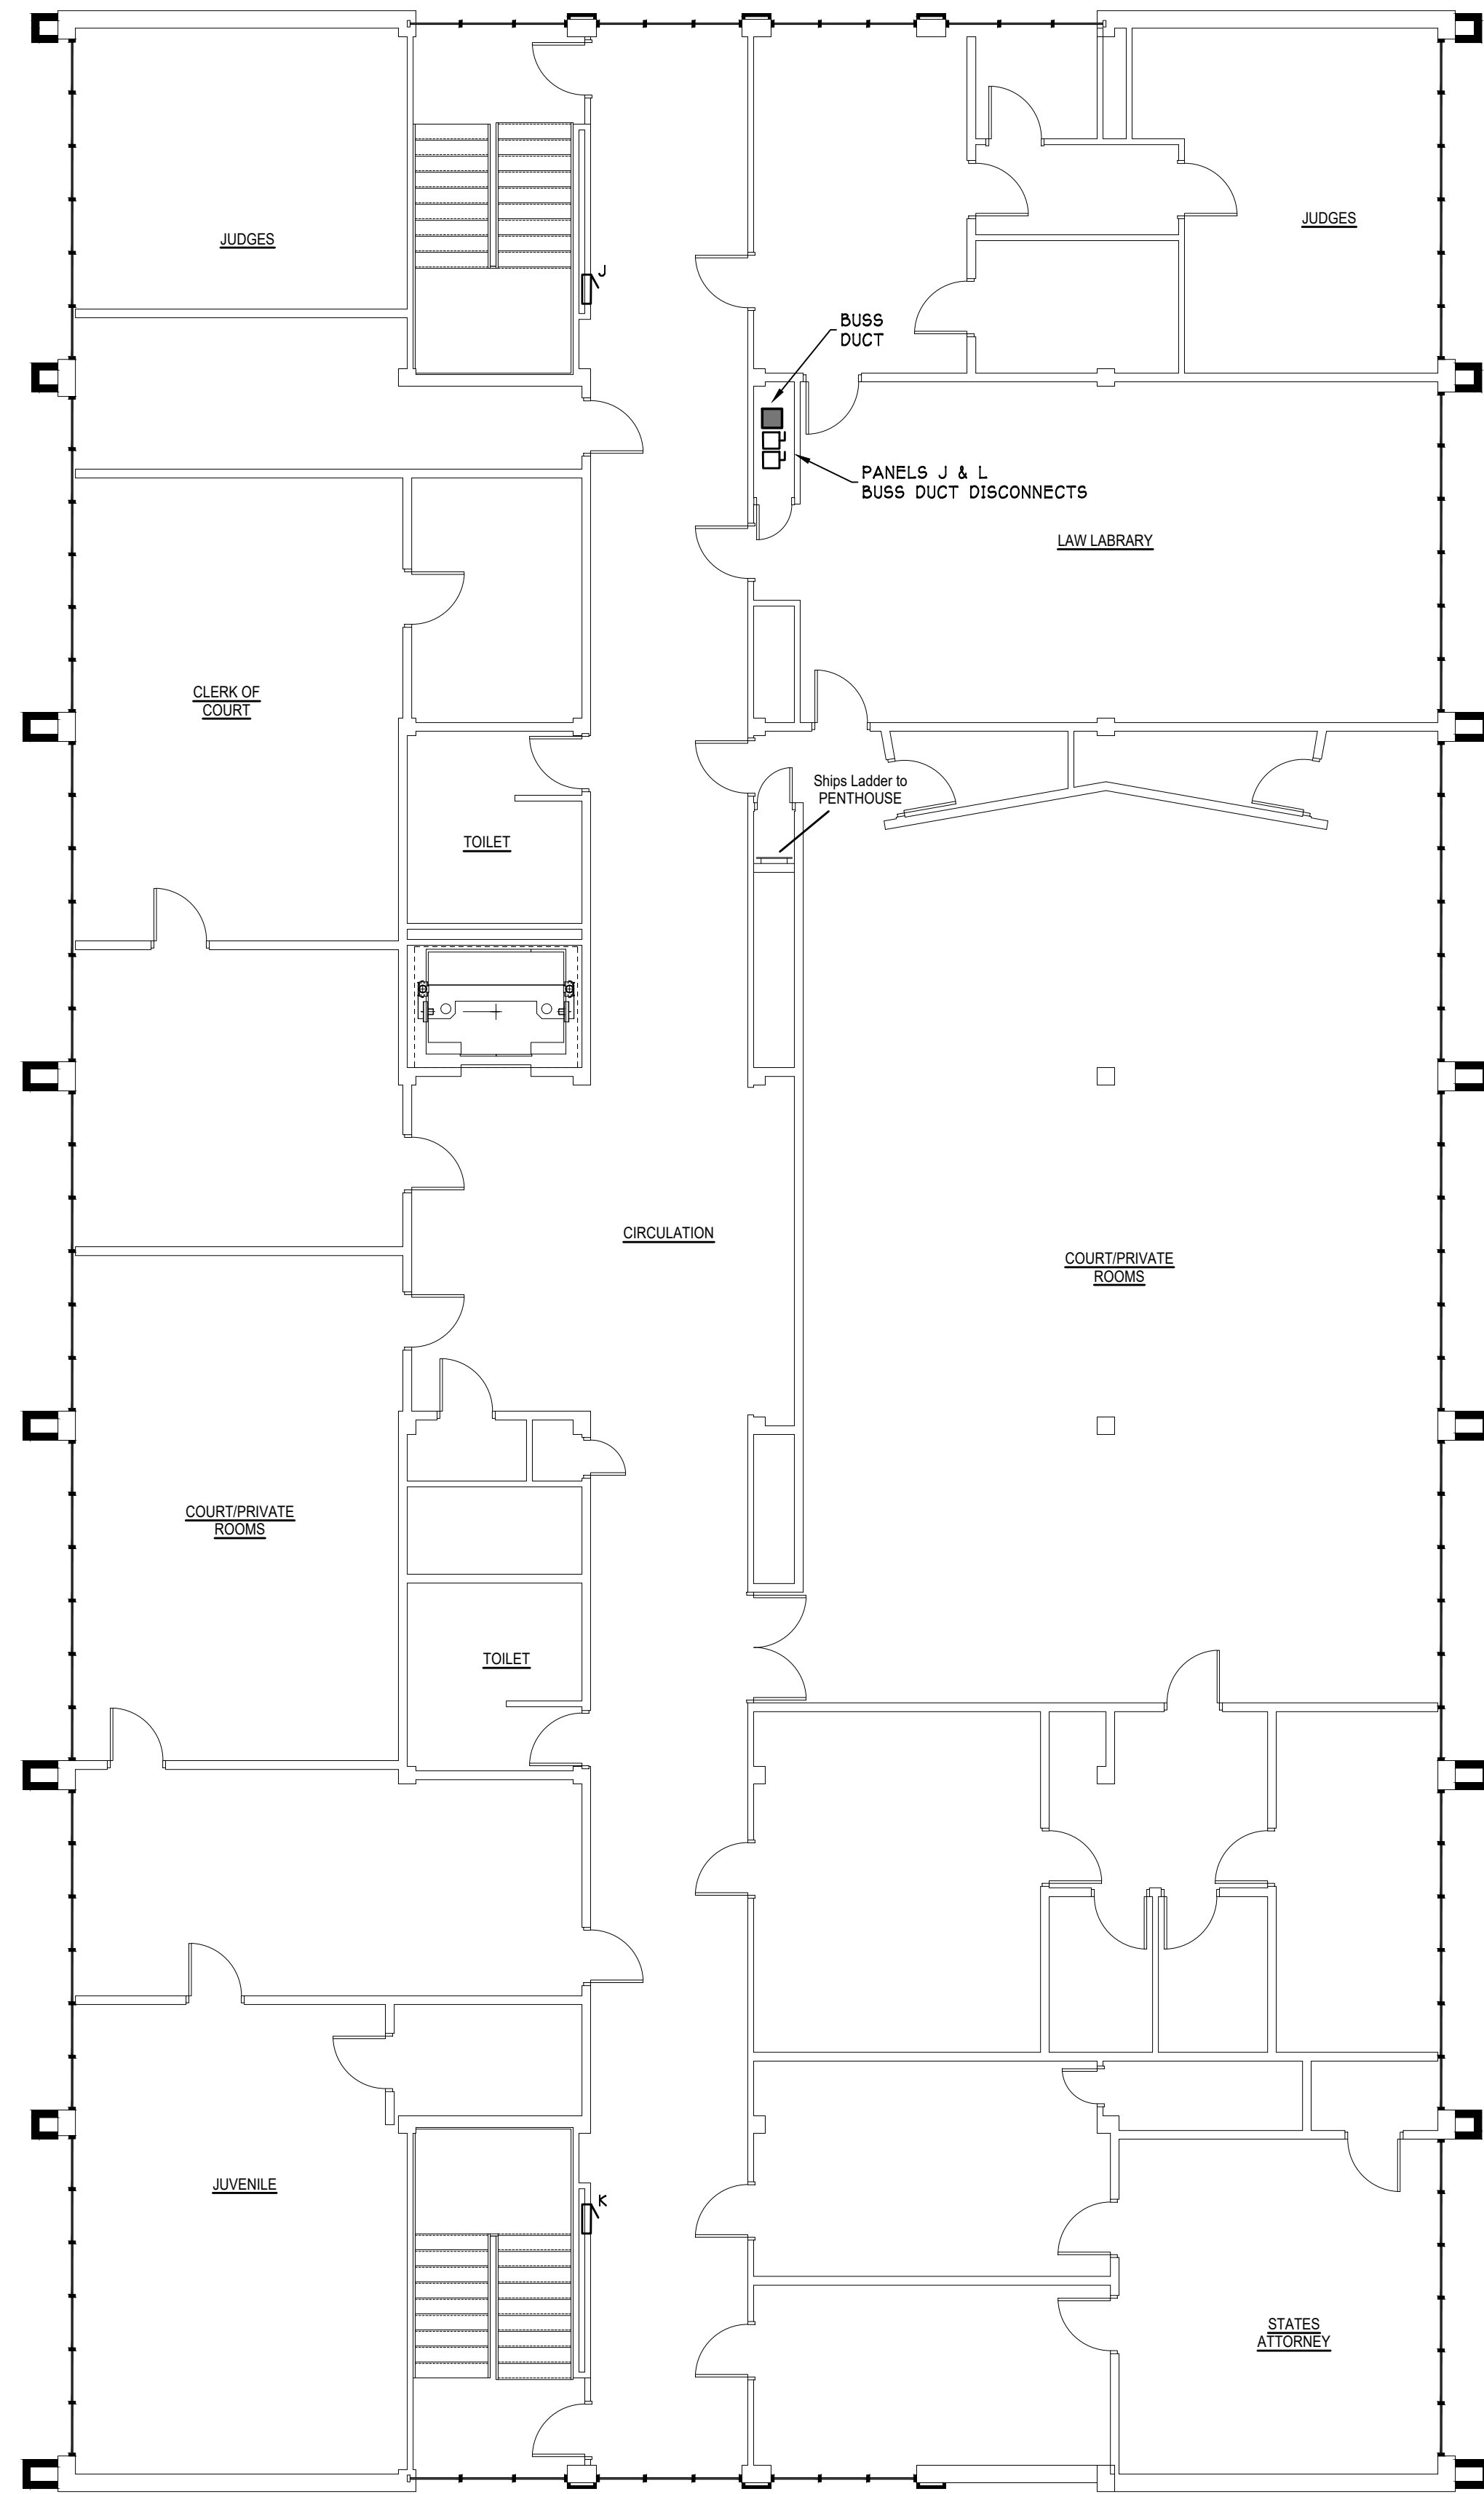 JUDGES
JUDGES
J
BUSS
DUCT
PANELS J & L
BUSS DUCT DISCONNECTS
LAW LABRARY
CLERK OF
COURT
Ships Ladder to
PENTHOUSE
TOILET
CIRCULATION
COURT/PRIVATE
ROOMS
COURT/PRIVATE
ROOMS
TOILET
JUVENILE
K
STATES
ATTORNEY